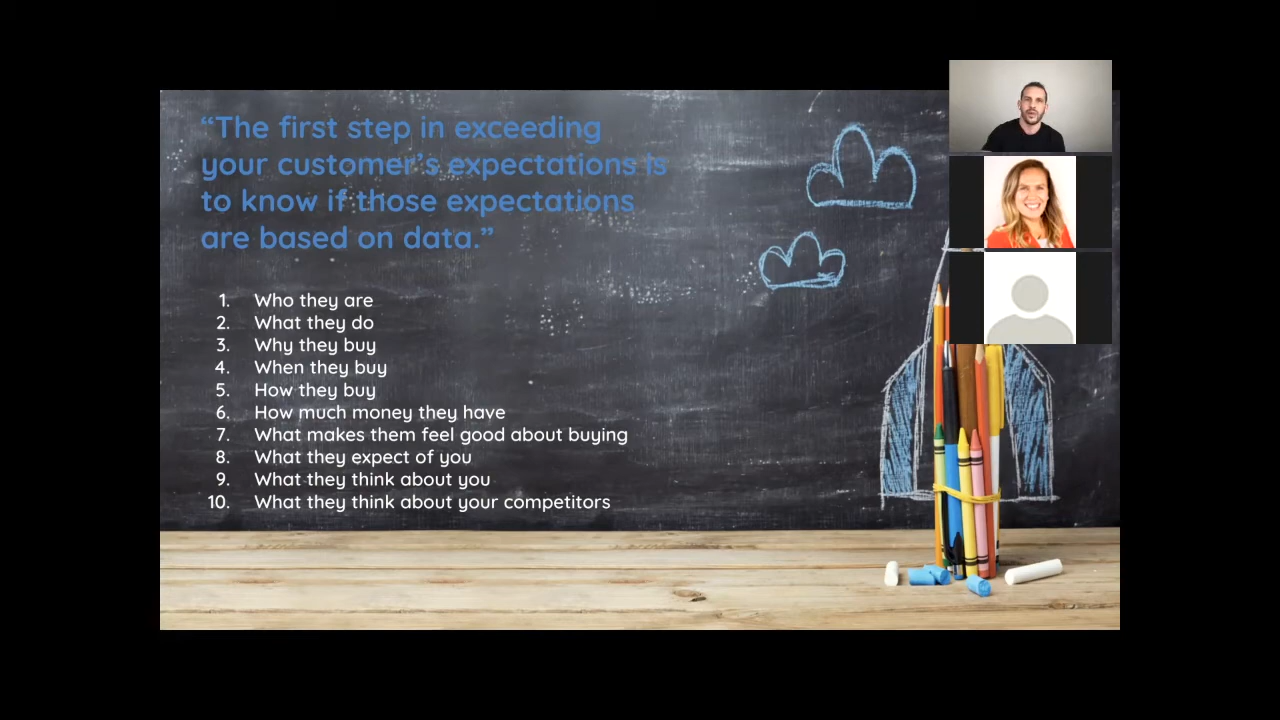 “The first step in exceeding
your customer’s expectations is
to know if those expectations
are based on data.”
1. Who they are
2. What they do
3. Why they buy
4. When they buy
5. How they buy
6. How much money they have
7. What makes them feel good about buying
8. What they expect of you
9. What they think about you
10. What they think about your competitors